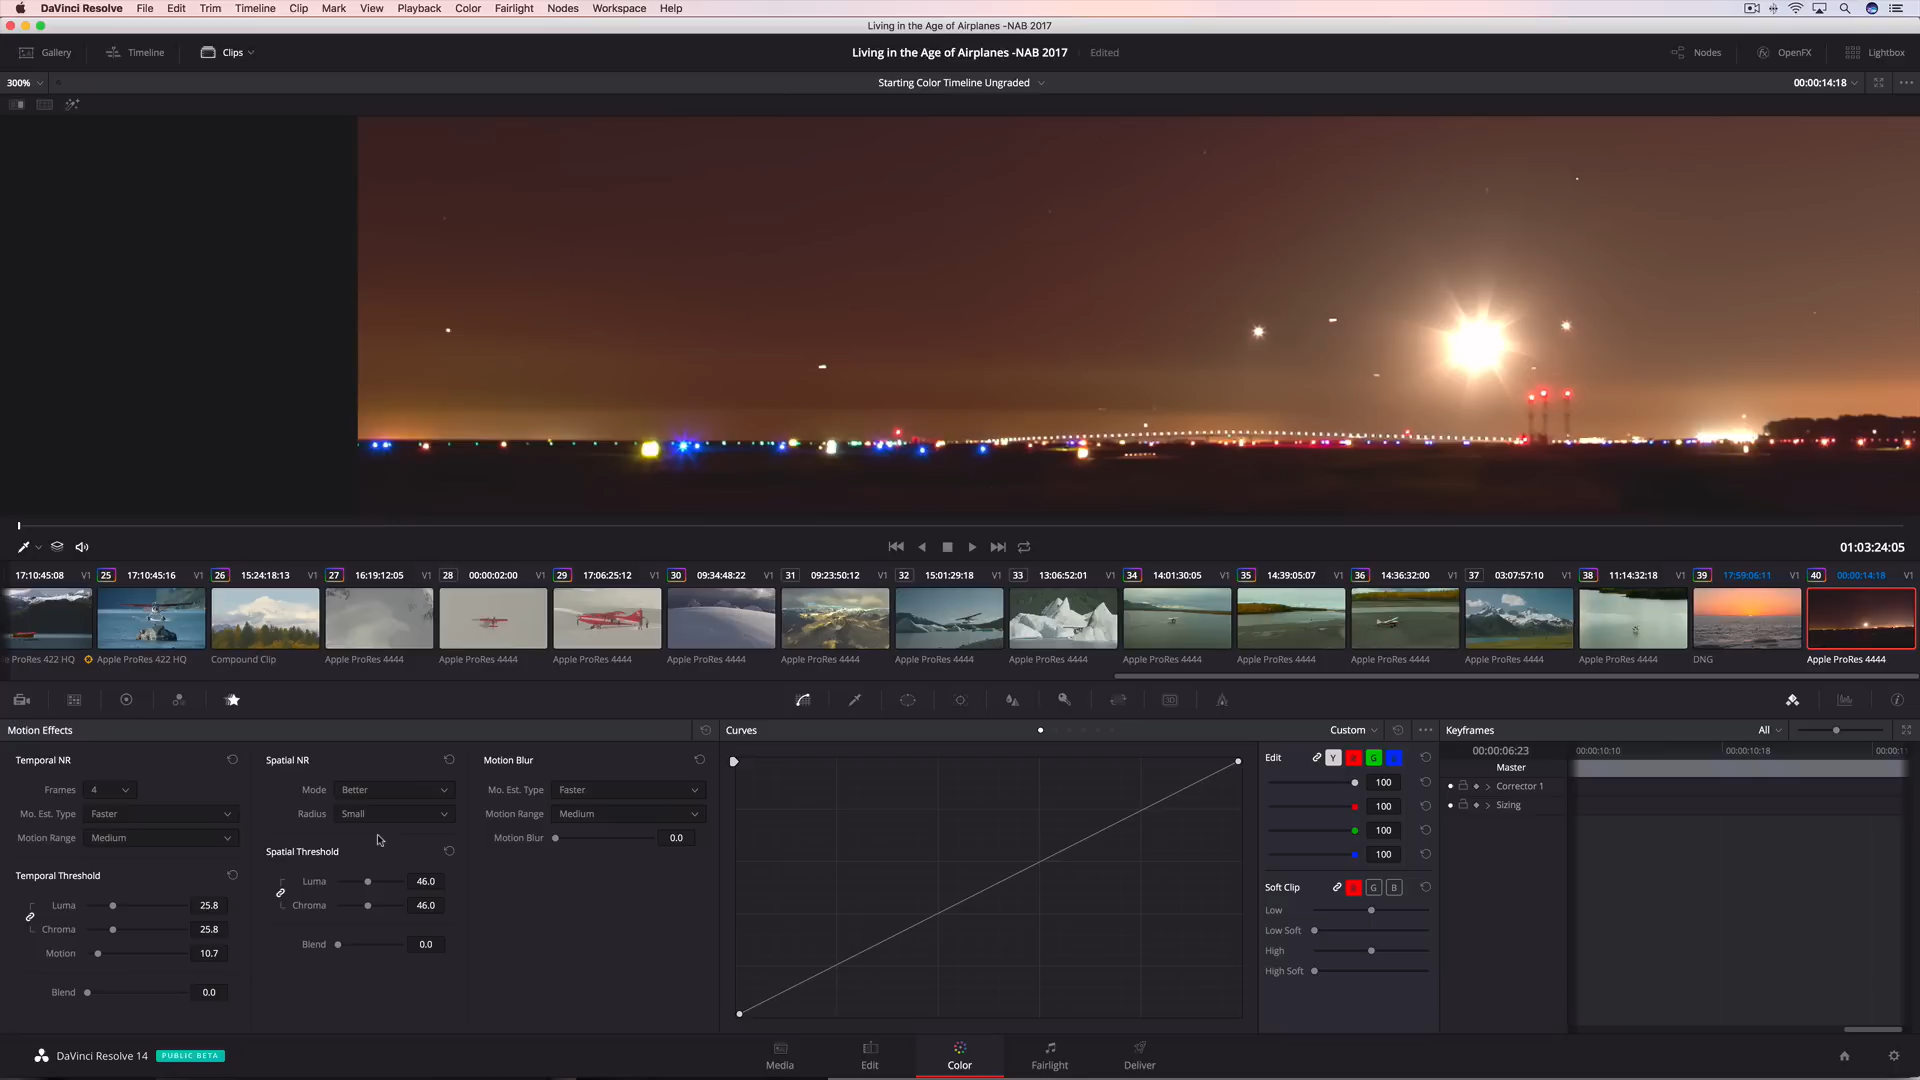 DaVinci Resolve File Edit Trim Timeline Clip Mark View Playback Color Fairlight Nodes Workspace Help
Living in the Age of Airplanes -NAB 2017
Gallery Timeline Clips Living in the Age of Airplanes -NAB 2017 Edited Nodes OpenFX Lightbox
300% Starting Color Timeline Ungraded 00:00:14:18
01:03:24:05
17:10:45:08 V1 25 17:10:45:16 V1 26 15:24:18:13 V1 27 16:19:12:05 V1 28 00:00:02:00 V1 29 17:06:25:12 V1 30 09:34:48:22 V1 31 09:23:50:12 V1 32 15:01:29:18 V1 33 13:06:52:01 V1 34 14:01:30:05 V1 35 14:39:05:07 V1 36 14:36:32:00 V1 37 03:07:57:10 V1 38 11:14:32:18 V1 39 17:59:06:11 V1 40 00:00:14:18 V1
e ProRes 422 HQ Apple ProRes 422 HQ Compound Clip Apple ProRes 4444 Apple ProRes 4444 Apple ProRes 4444 Apple ProRes 4444 Apple ProRes 4444 Apple ProRes 4444 Apple ProRes 4444 Apple ProRes 4444 Apple ProRes 4444 Apple ProRes 4444 Apple ProRes 4444 Apple ProRes 4444 DNG Apple ProRes 4444
3D
Motion Effects
Temporal NR
Frames 4
Mo. Est. Type Faster
Motion Range Medium
Temporal Threshold
Luma 25.8
Chroma 25.8
Motion 10.7
Blend 0.0
Spatial NR
Mode Better
Radius Small
Spatial Threshold
Luma 46.0
Chroma 46.0
Blend 0.0
Motion Blur
Mo. Est. Type Faster
Motion Range Medium
Motion Blur 0.0
Curves Custom
Edit Y G
100
100
100
100
Soft Clip G B
Low
Low Soft
High
High Soft
Keyframes All
00:00:06:23 00:00:10:10 00:00:10:18 00:00:11
Master
Corrector 1
Sizing
DaVinci Resolve 14 PUBLIC BETA
Media Edit Color Fairlight Deliver